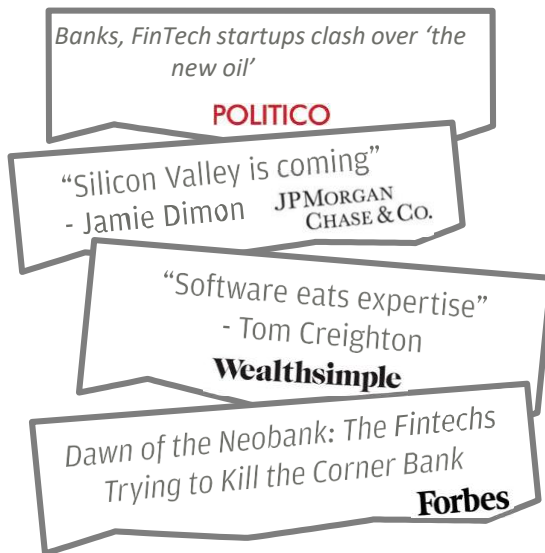 Banks, FinTech startups clash over ‘the
new oil’
POLITICO
“Silicon Valley is coming”
- Jamie Dimon JPMORGAN
CHASE & CO.
“Software eats expertise”
- Tom Creighton
Wealthsimple
Dawn of the Neobank: The Fintechs
Trying to Kill the Corner Bank
Forbes